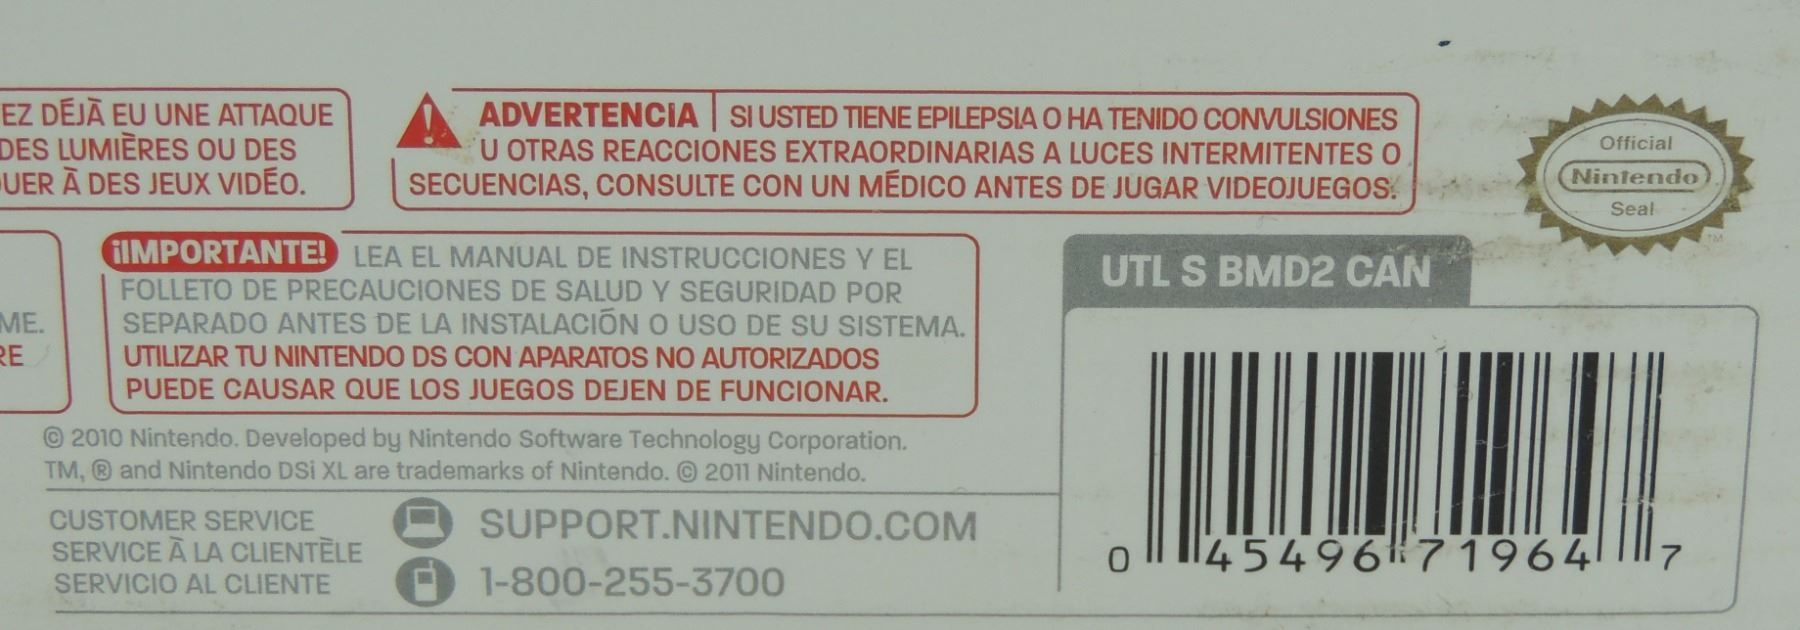 EZ DÉJÀ EU UNE ATTAQUE
DES LUMIÈRES OU DES
UER À DES JEUX VIDÉO.
ADVERTENCIA | SI USTED TIENE EPILEPSIA O HA TENIDO CONVULSIONES
U OTRAS REACCIONES EXTRAORDINARIAS A LUCES INTERMITENTES O
SECUENCIAS, CONSULTE CON UN MÉDICO ANTES DE JUGAR VIDEOJUEGOS.
Official
Nintendo
Seal
TM
ME.
RE
¡IMPORTANTE! LEA EL MANUAL DE INSTRUCCIONES Y EL
FOLLETO DE PRECAUCIONES DE SALUD Y SEGURIDAD POR
SEPARADO ANTES DE LA INSTALACIÓN O USO DE SU SISTEMA.
UTILIZAR TU NINTENDO DS CON APARATOS NO AUTORIZADOS
PUEDE CAUSAR QUE LOS JUEGOS DEJEN DE FUNCIONAR.
© 2010 Nintendo. Developed by Nintendo Software Technology Corporation.
TM, ® and Nintendo DSi XL are trademarks of Nintendo. © 2011 Nintendo.
CUSTOMER SERVICE
SERVICE À LA CLIENTÈLE
SERVICIO AL CLIENTE
SUPPORT.NINTENDO.COM
1-800-255-3700
UTL S BMD2 CAN
0 45496 71964 7